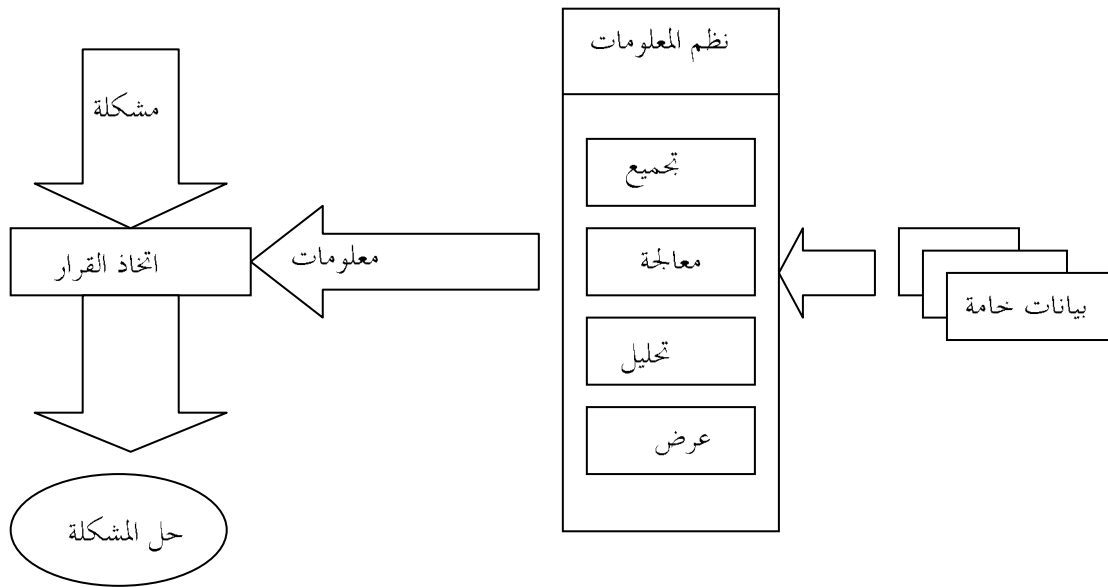 نظم المعلومات
مشكلة
تجميع
اتخاذ القرار
معلومات
معالجة
بيانات خامة
تحليل
عرض
حل المشكلة